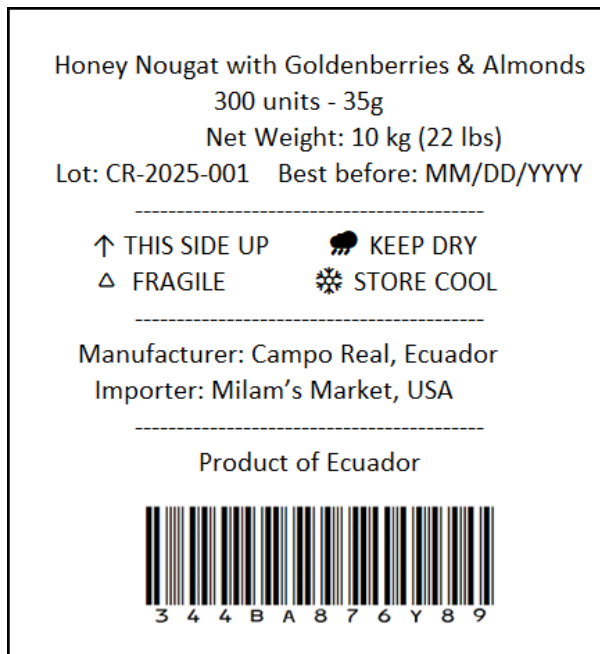 Honey Nougat with Goldenberries & Almonds
300 units - 35g
Net Weight: 10 kg (22 lbs)
Lot: CR-2025-001 Best before: MM/DD/YYYY
------------------------------------------
↑ THIS SIDE UP KEEP DRY
FRAGILE STORE COOL
------------------------------------------
Manufacturer: Campo Real, Ecuador
Importer: Milam’s Market, USA
------------------------------------------
Product of Ecuador
344BA876Y89